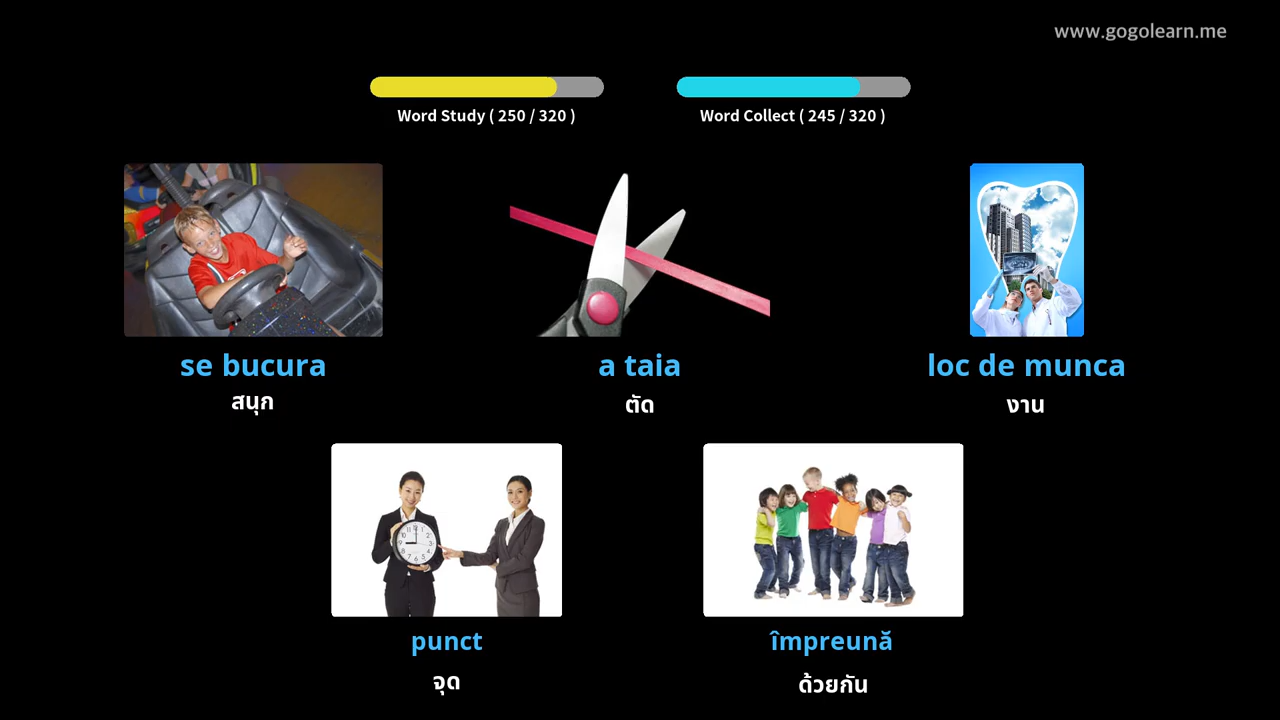 www.gogolearn.me
Word Study ( 250 / 320 )
Word Collect ( 245 / 320 )
se bucura
สนุก
a taia
ตัด
loc de munca
งาน
punct
จุด
împreună
ด้วยกัน